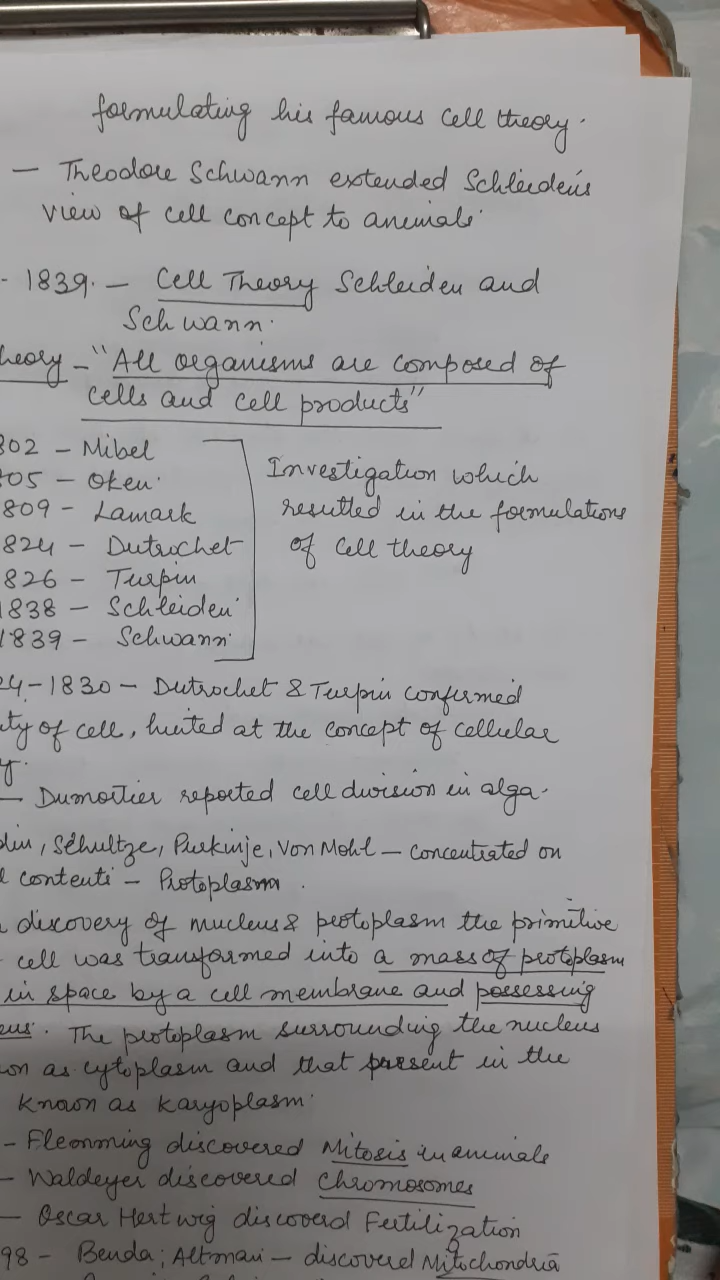 formulating his famous cell theory.
— Theodore Schwann extended Schleiden's
view of cell concept to animals.
- 1839. — Cell Theory Schleiden and
Schwann.
heory - "All organisms are composed of
cells and cell products"
802 - Mibel
805 - Oken.
809 - Lamark
824 - Dutrochet
826 - Turpin
1838 - Schleiden
1839 - Schwann.
Investigation which
resulted in the formulations
of cell theory
24-1830 - Dutrochet & Turpin confirmed
ty of cell, hinted at the concept of cellular
y.
— Dumortier reported cell division in alga.
din, Schultze, Purkinje, Von Mohl — concentrated on
l contents - Protoplasm.
discovery of nucleus & protoplasm the primitive
cell was transformed into a mass of protoplasm
in space by a cell membrane and possessing
eus. The protoplasm surrounding the nucleus
on as cytoplasm and that present in the
known as karyoplasm.
- Flemming discovered Mitosis in animals
- Waldeyer discovered Chromosomes
— Oscar Hertwig discoverd Fertilization
98 - Benda; Altman — discovered Mitochondria